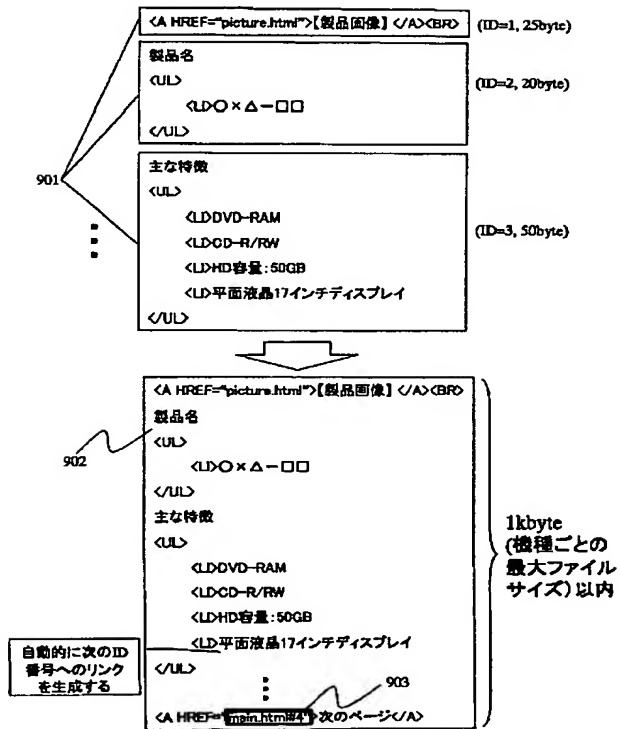 <A HREF="picture.html">【製品画像】</A><BR>
(ID=1, 25byte)
製品名
<UL>
<LI>○×△－□□
</UL>
(ID=2, 20byte)
901
主な特徴
<UL>
<LI>DVD-RAM
<LI>CD-R/RW
<LI>HD容量：50GB
<LI>平面液晶17インチディスプレイ
</UL>
(ID=3, 50byte)
<A HREF="picture.html">【製品画像】</A><BR>
製品名
902
<UL>
<LI>○×△－□□
</UL>
主な特徴
<UL>
<LI>DVD-RAM
<LI>CD-R/RW
<LI>HD容量：50GB
<LI>平面液晶17インチディスプレイ
</UL>
1kbyte
(機種ごとの
最大ファイル
サイズ)以内
自動的に次のID
番号へのリンク
を生成する
903
<A HREF="main.html#4">次のページ</A>